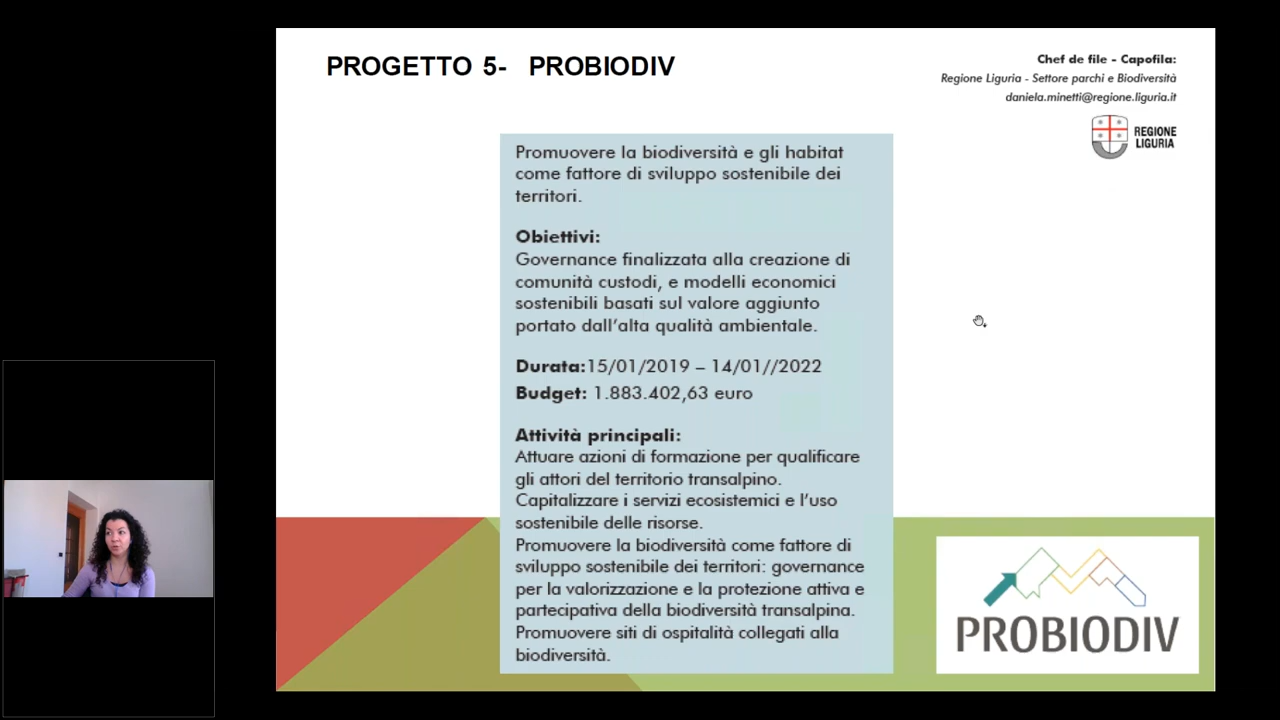 PROGETTO 5- PROBIODIV
Chef de file - Capofila:
Regione Liguria - Settore parchi e Biodiversità
daniela.minetti@regione.liguria.it
REGIONE
LIGURIA
Promuovere la biodiversità e gli habitat
come fattore di sviluppo sostenibile dei
territori.
Obiettivi:
Governance finalizzata alla creazione di
comunità custodi, e modelli economici
sostenibili basati sul valore aggiunto
portato dall'alta qualità ambientale.
Durata:15/01/2019 – 14/01//2022
Budget: 1.883.402,63 euro
Attività principali:
Attuare azioni di formazione per qualificare
gli attori del territorio transalpino.
Capitalizzare i servizi ecosistemici e l'uso
sostenibile delle risorse.
Promuovere la biodiversità come fattore di
sviluppo sostenibile dei territori: governance
per la valorizzazione e la protezione attiva e
partecipativa della biodiversità transalpina.
Promuovere siti di ospitalità collegati alla
biodiversità.
PROBIODIV